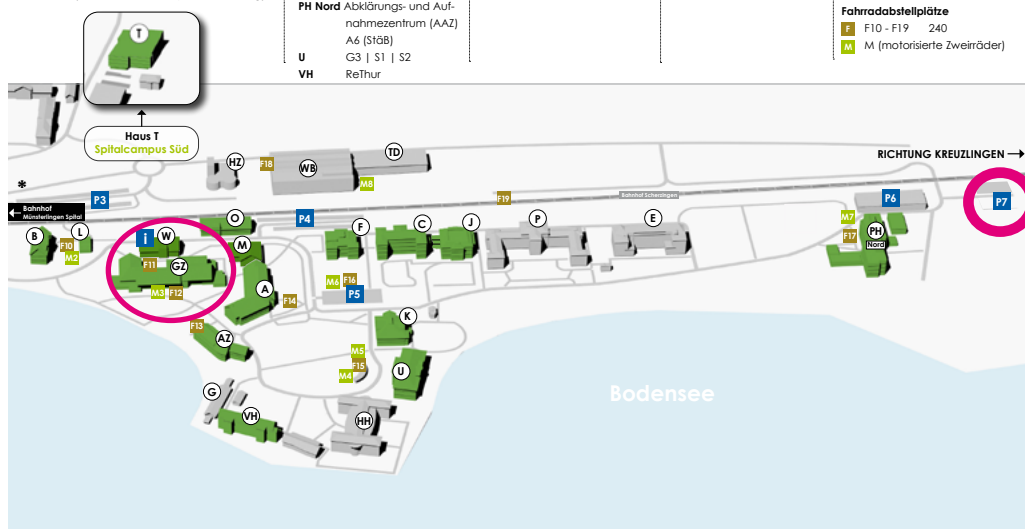 PH Nord Abklärungs- und Auf-
nahmezentrum (AAZ)
A6 (StäB)
U G3 | S1 | S2
VH ReThur
Fahrradabstellplätze
F F10 - F19 240
M M (motorisierte Zweiräder)
T
Haus T
Spitalcampus Süd
HZ
F18
WB
TD
M8
RICHTUNG KREUZLINGEN
*
P3
F19
Bahnhof Scherzingen
P6
P7
Bahnhof
Münsterlingen Spital
O
P4
B
L
F10
M2
i
W
F11
GZ
M3
F12
M
F
C
J
P
E
M7
F17
PH
Nord
A
F14
M6
F16
P5
F13
AZ
K
M5
F15
M4
U
G
VH
HH
Bodensee